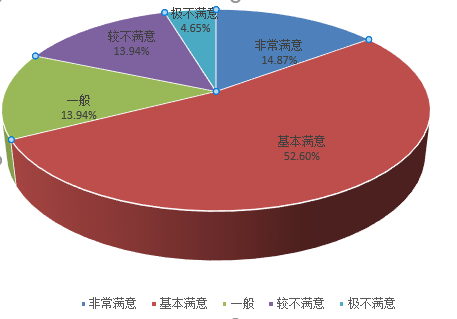 极不满意
4.65%
非常满意
14.87%
较不满意
13.94%
一般
13.94%
基本满意
52.60%
非常满意 基本满意 一般 较不满意 极不满意